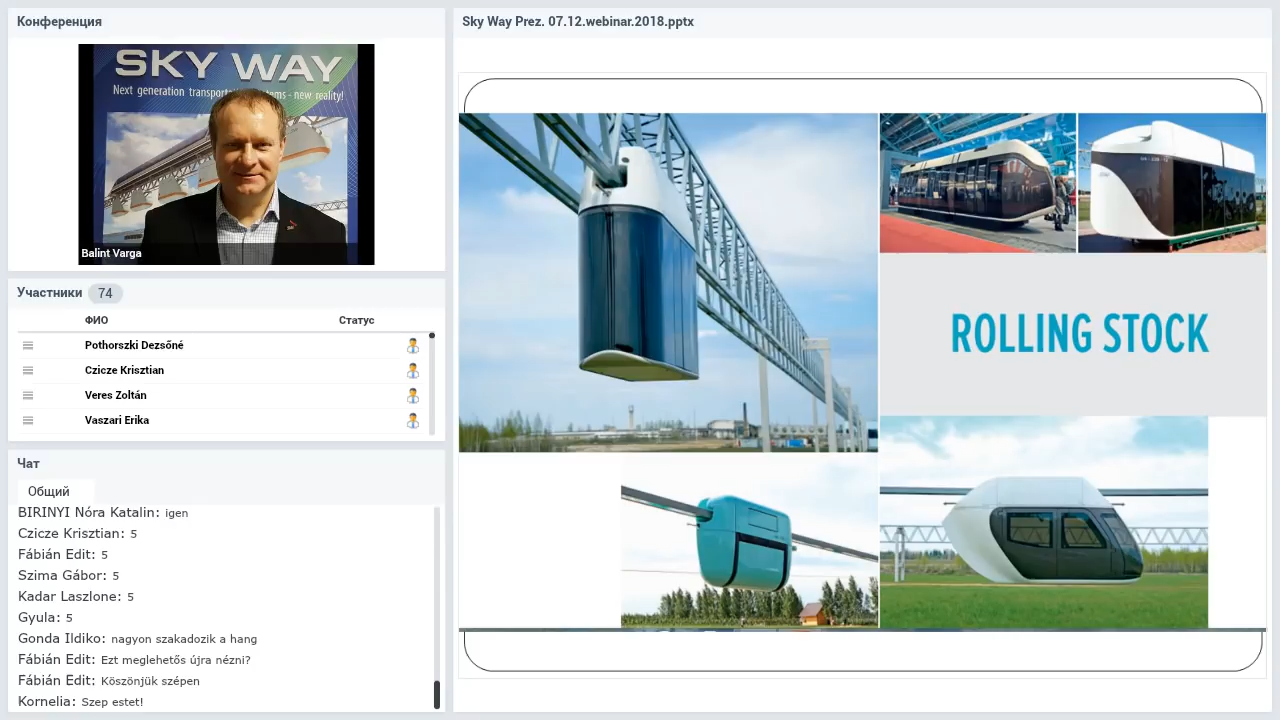 Конференция
SKY WAY
Next generation transport
ems - new reality!
Balint Varga
Участники 74
ФИО Статус
Pothorszki Dezsőné
Czicze Krisztian
Veres Zoltán
Vaszari Erika
Чат
Общий
BIRINYI Nóra Katalin: igen
Czicze Krisztian: 5
Fábián Edit: 5
Szima Gábor: 5
Kadar Laszlone: 5
Gyula: 5
Gonda Ildiko: nagyon szakadozik a hang
Fábián Edit: Ezt meglehetős újra nézni?
Fábián Edit: Köszönjük szépen
Kornelia: Szep estet!
Sky Way Prez. 07.12.webinar.2018.pptx
ROLLING STOCK